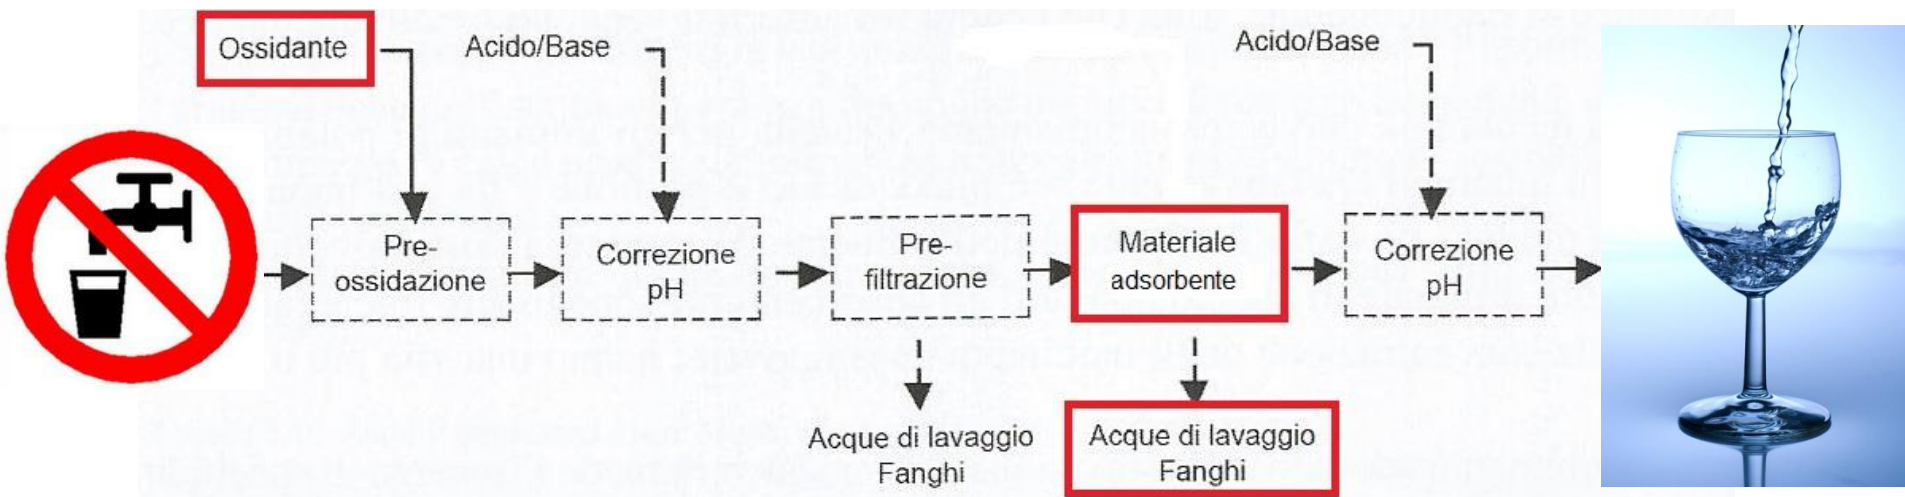 Ossidante
Acido/Base
Acido/Base
Pre-
ossidazione
Correzione
pH
Pre-
filtrazione
Materiale
adsorbente
Correzione
pH
Acque di lavaggio
Fanghi
Acque di lavaggio
Fanghi